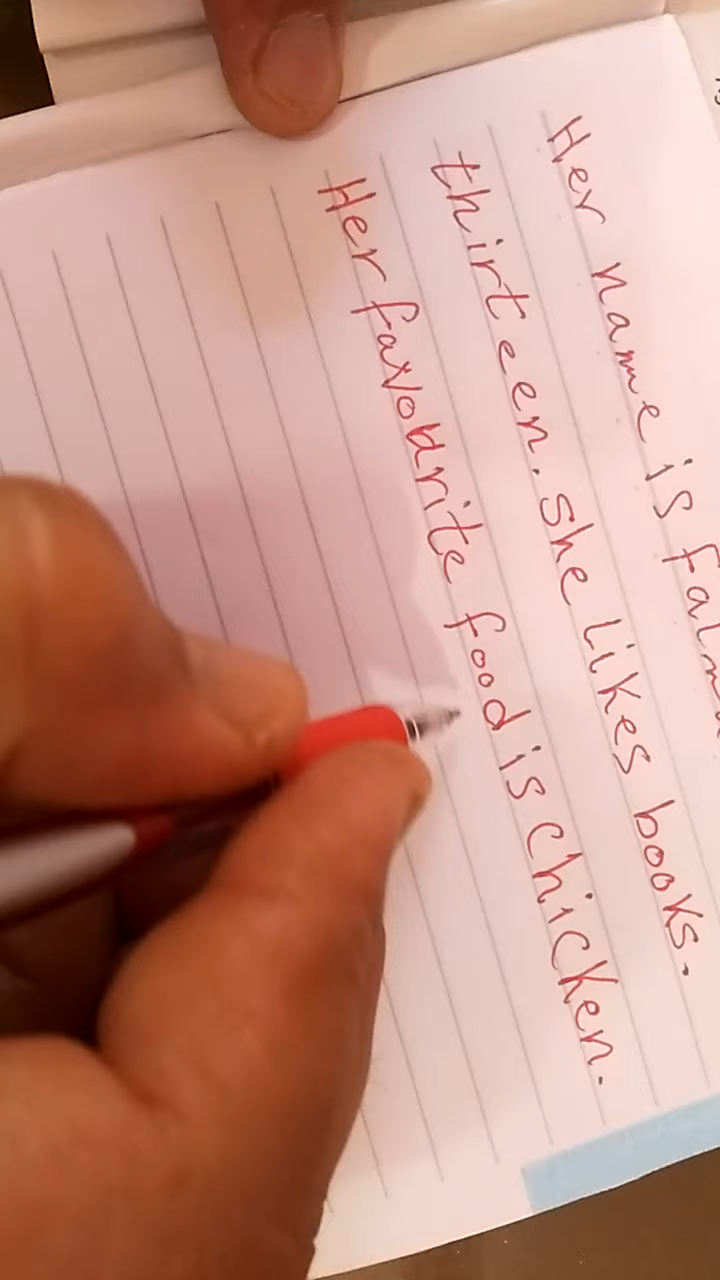 Her name is
thirteen. She likes books.
Her favourite food is chicken.